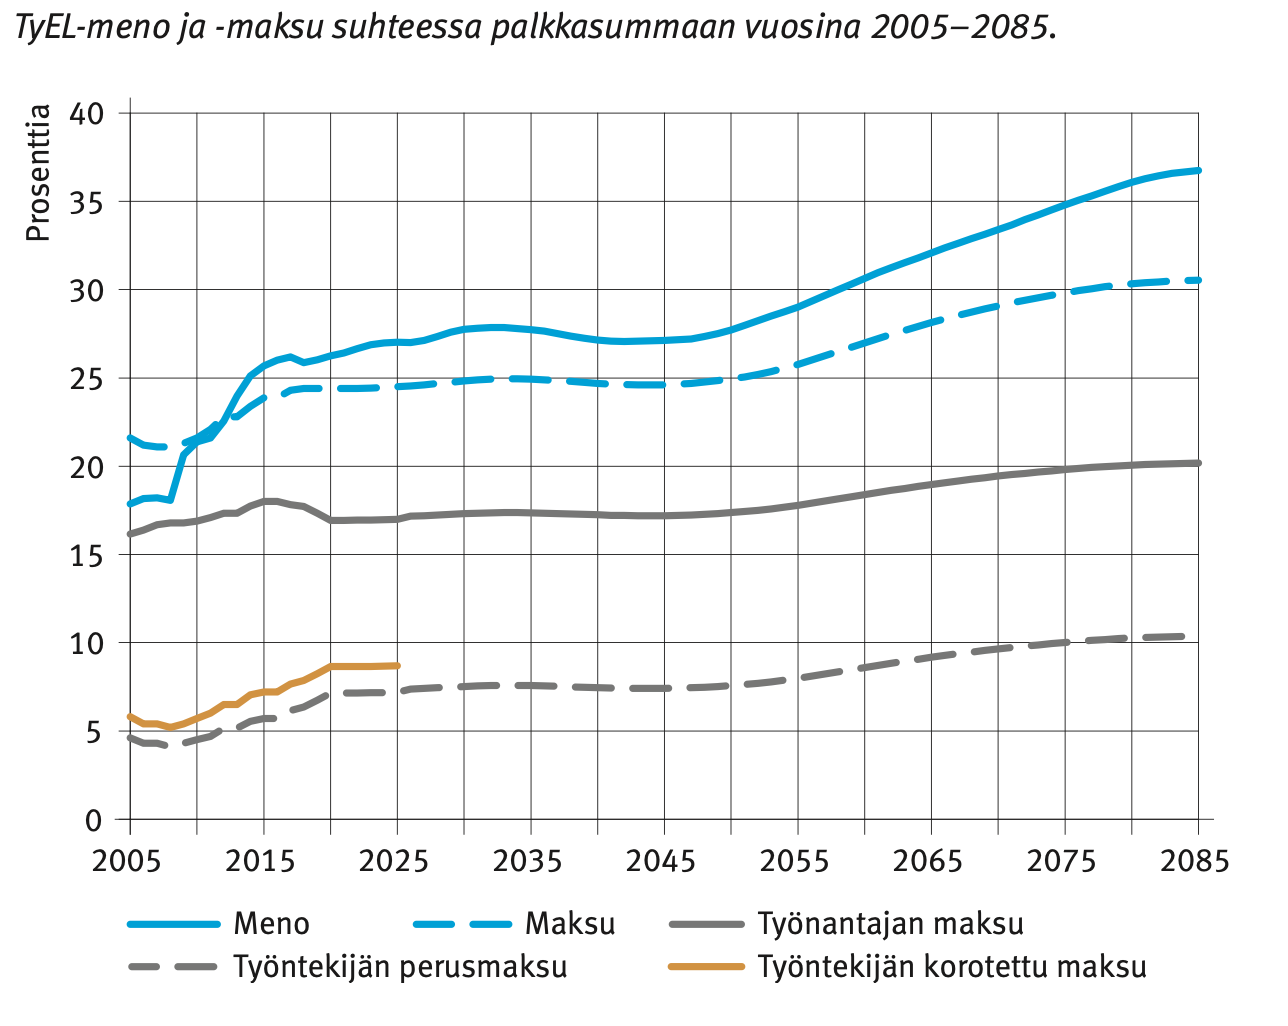 TyEL-meno ja -maksu suhteessa palkkasummaan vuosina 2005–2085.
Prosenttia
40
35
30
25
20
15
10
5
0
2005 2015 2025 2035 2045 2055 2065 2075 2085
Meno Maksu Työnantajan maksu
Työntekijän perusmaksu Työntekijän korotettu maksu